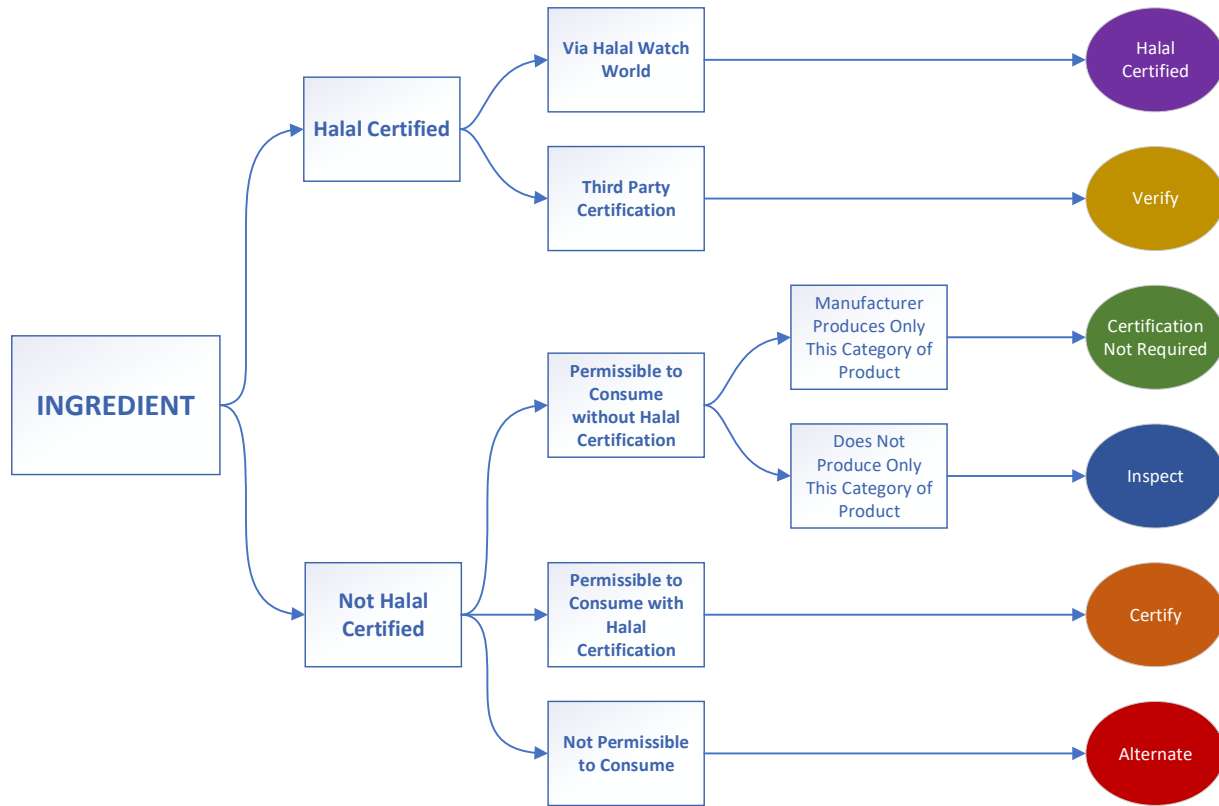 Via Halal Watch
World
Halal
Certified
Halal Certified
Third Party
Certification
Verify
INGREDIENT
Manufacturer
Produces Only
This Category of
Product
Certification
Not Required
Permissible to
Consume
without Halal
Certification
Does Not
Produce Only
This Category of
Product
Inspect
Not Halal
Certified
Permissible to
Consume with
Halal
Certification
Certify
Not Permissible
to Consume
Alternate